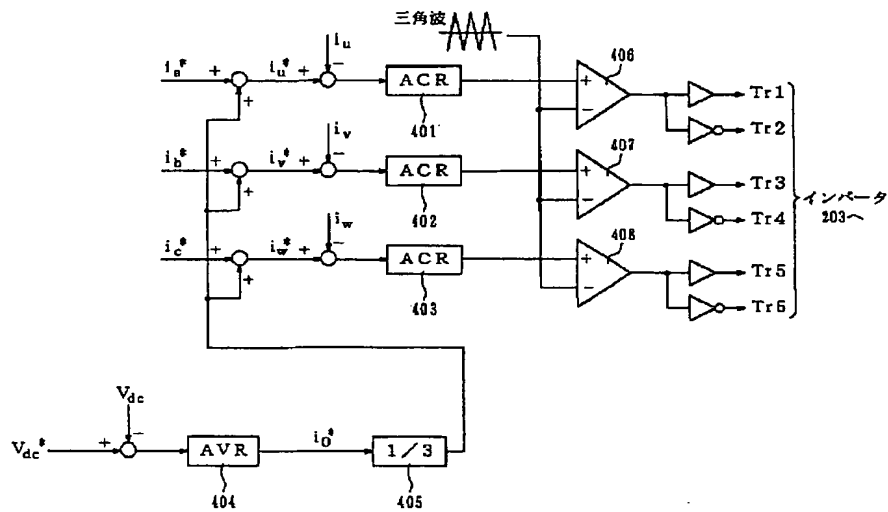 三角波
iu
−
ia* + iu* +
+
ACR
401
+
−
406
Tr1
Tr2
iv
−
ib* + iv* +
+
ACR
402
+
−
407
Tr3
Tr4
インバータ
203へ
iw
−
ic* + iw* +
+
ACR
403
+
−
408
Tr5
Tr6
Vdc
−
Vdc* +
AVR
404
i0*
1/3
405